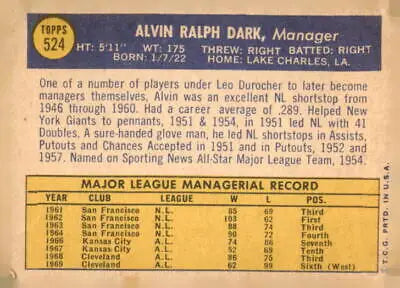 TOPPS
524
ALVIN RALPH DARK, Manager
HT: 5'11" WT: 175 THREW: RIGHT BATTED: RIGHT
BORN: 1/7/22 HOME: LAKE CHARLES, LA.
One of a number of players under Leo Durocher to later become
managers themselves, Alvin was an excellent NL shortstop from
1946 through 1960. Had a career average of .289. Helped New
York Giants to pennants, 1951 & 1954, in 1951 led NL with 41
Doubles. A sure-handed glove man, he led NL shortstops in Assists,
Putouts and Chances Accepted in 1951 and in Putouts, 1952 and
1957. Named on Sporting News All-Star Major League Team, 1954.
MAJOR LEAGUE MANAGERIAL RECORD
YEAR CLUB W L POS.
1961 San Francisco N.L. 85 69 Third
1962 San Francisco N.L. 103 62 First
1963 San Francisco N.L. 88 74 Third
1964 San Francisco N.L. 90 72 Fourth
1966 Kansas City A.L. 74 86 Seventh
1967 Kansas City A.L. 52 69 Tenth
1968 Cleveland A.L. 86 75 Third
1969 Cleveland A.L. 62 99 Sixth (West)
©T.C.G. PRTD. IN U.S.A.